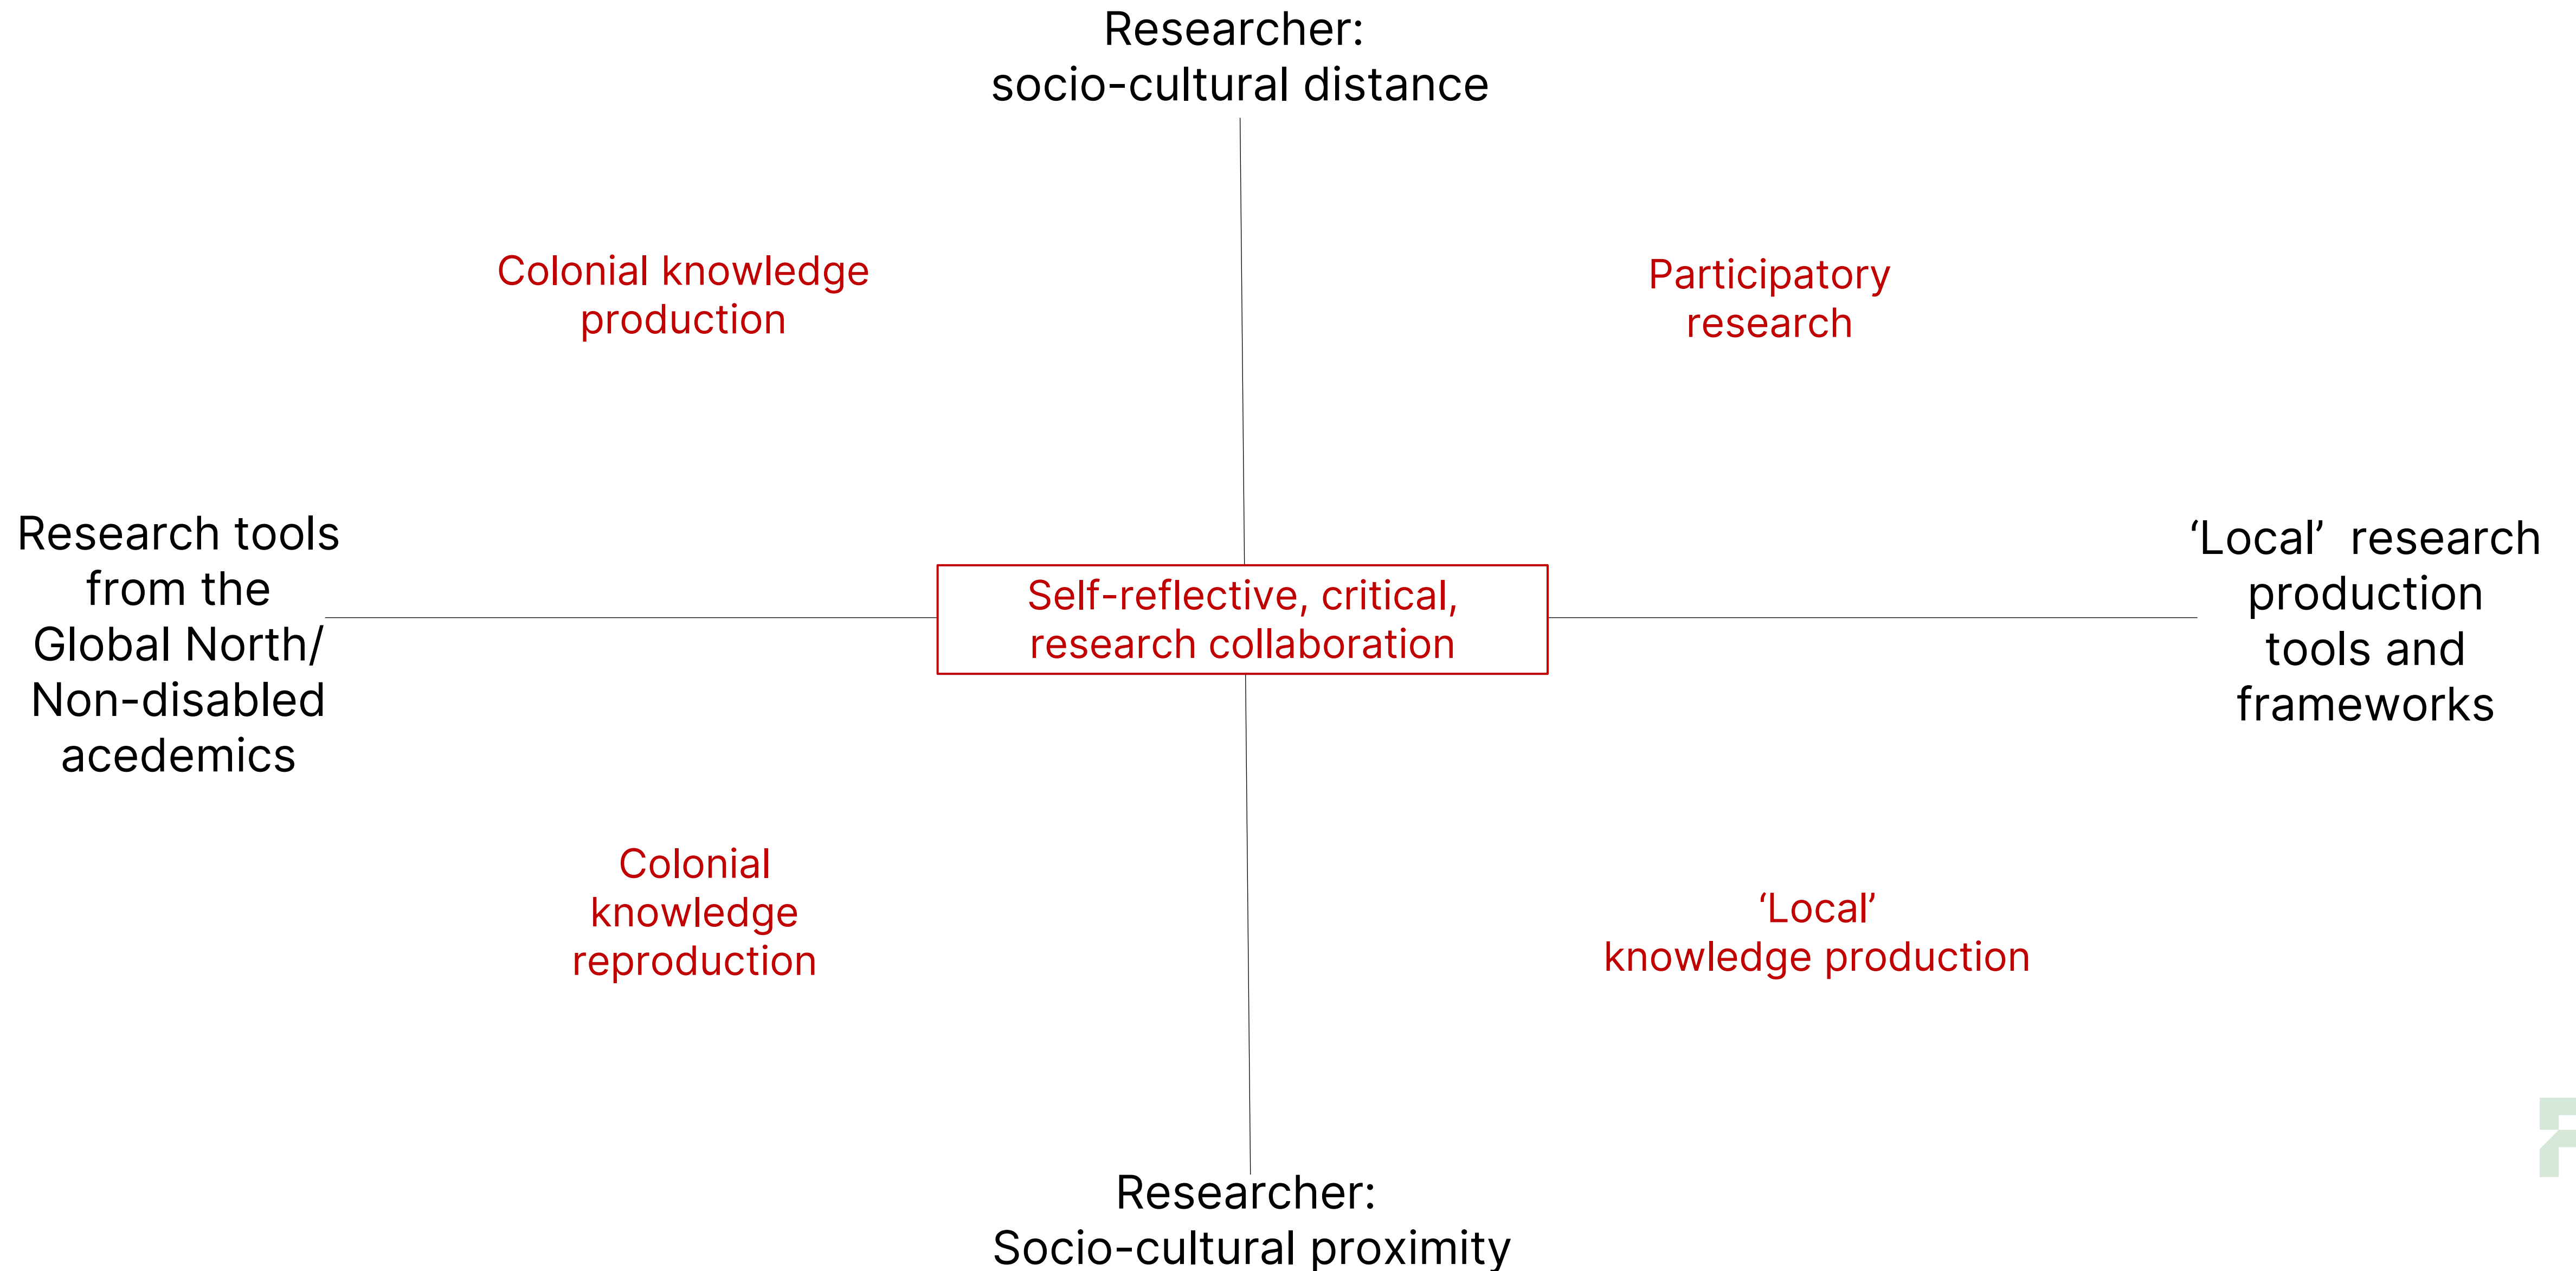 Researcher:
socio-cultural distance
Colonial knowledge
production
Participatory
research
Research tools
from the
Global North/
Non-disabled
acedemics
Self-reflective, critical,
research collaboration
‘Local’  research
production
tools and
frameworks
Colonial
knowledge
reproduction
‘Local’
knowledge production
Researcher:
Socio-cultural proximity